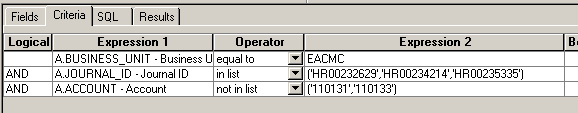 Fields Criteria SQL Results
Logical Expression 1 Operator Expression 2
A.BUSINESS_UNIT - Business U equal to EACMC
AND A.JOURNAL_ID - Journal ID in list ('HR00232629','HR00234214','HR00235335')
AND A.ACCOUNT - Account not in list ('110131','110133')